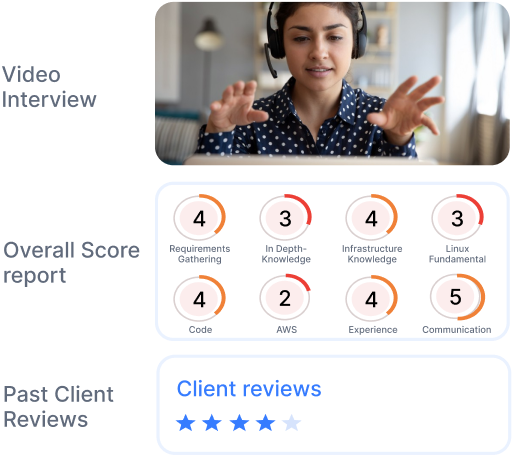 Video
Interview
Overall Score
report
4
3
4
3
Requirements
Gathering
In Depth-
Knowledge
Infrastructure
Knowledge
Linux
Fundamental
4
2
4
5
Code
AWS
Experience
Communication
Past Client
Reviews
Client reviews